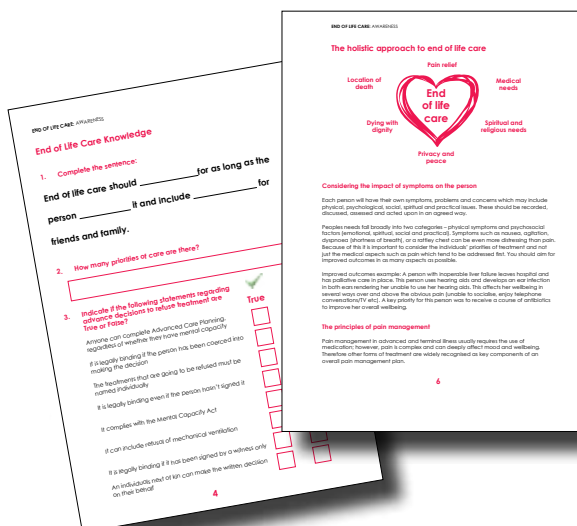 END OF LIFE CARE: AWARENESS
End of Life Care Knowledge
1. Complete the sentence:
End of life care should __________ for as long as the
person __________ it and include __________ for
friends and family.
2. How many priorities of care are there?
3. Indicate if the following statements regarding
advance decisions to refuse treatment are
True or False?
True
Anyone can complete Advanced Care Planning,
regardless of whether they have mental capacity
It is legally binding if the person has been coerced into
making the decision
The treatments that are going to be refused must be
named individually
It is legally binding even if the person hasn't signed it
It complies with the Mental Capacity Act
It can include refusal of mechanical ventilation
It is legally binding if it has been signed by a witness only
An individuals next of kin can make the written decision
on their behalf
4
END OF LIFE CARE: AWARENESS
The holistic approach to end of life care
Pain relief
Location of
death
Medical
needs
End
of life
care
Dying with
dignity
Spiritual and
religious needs
Privacy and
peace
Considering the impact of symptoms on the person
Each person will have their own symptoms, problems and concerns which may include
physical, psychological, social, spiritual and practical issues. These should be recorded,
discussed, assessed and acted upon in an agreed way.
Peoples needs fall broadly into two categories – physical symptoms and psychosocial
factors (emotional, spiritual, social and practical). Symptoms such as nausea, agitation,
dyspnoea (shortness of breath), or a rattley chest can be even more distressing than pain.
Because of this it is important to consider the individuals' priorities of treatment and not
just the medical aspects such as pain which tend to be addressed first. You should aim for
improved outcomes in as many aspects as possible.
Improved outcomes example: A person with inoperable liver failure leaves hospital and
has palliative care in place. This person uses hearing aids and develops an ear infection
in both ears rendering her unable to use her hearing aids. This affects her wellbeing in
several ways over and above the obvious pain (unable to socialise, enjoy telephone
conversations/TV etc). A key priority for this person was to receive a course of antibiotics
to improve her overall wellbeing.
The principles of pain management
Pain management in advanced and terminal illness usually requires the use of
medication; however, pain is complex and can deeply affect mood and wellbeing.
Therefore other forms of treatment are widely recognised as key components of an
overall pain management plan.
6